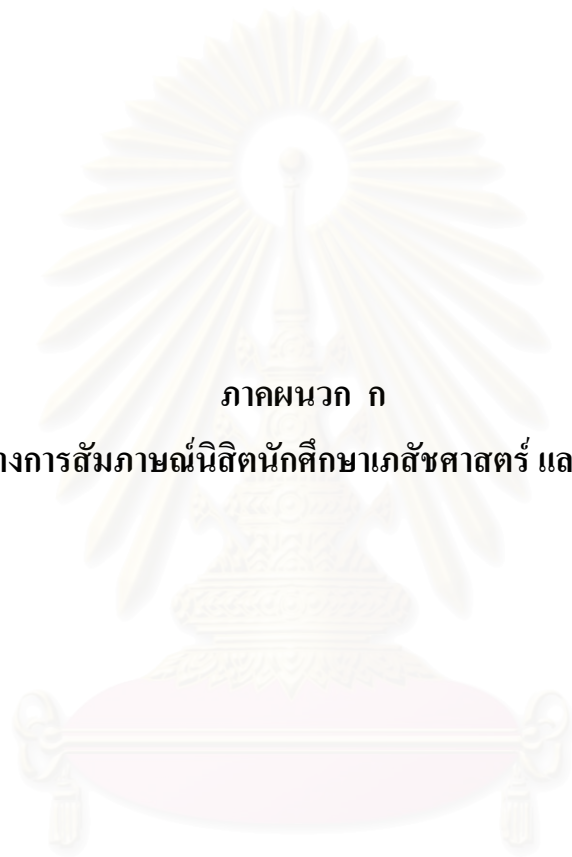 ภาคผนวก ก
างการสัมภาษณ์นิสิตนักศึกษาเภสัชศาสตร์ แล